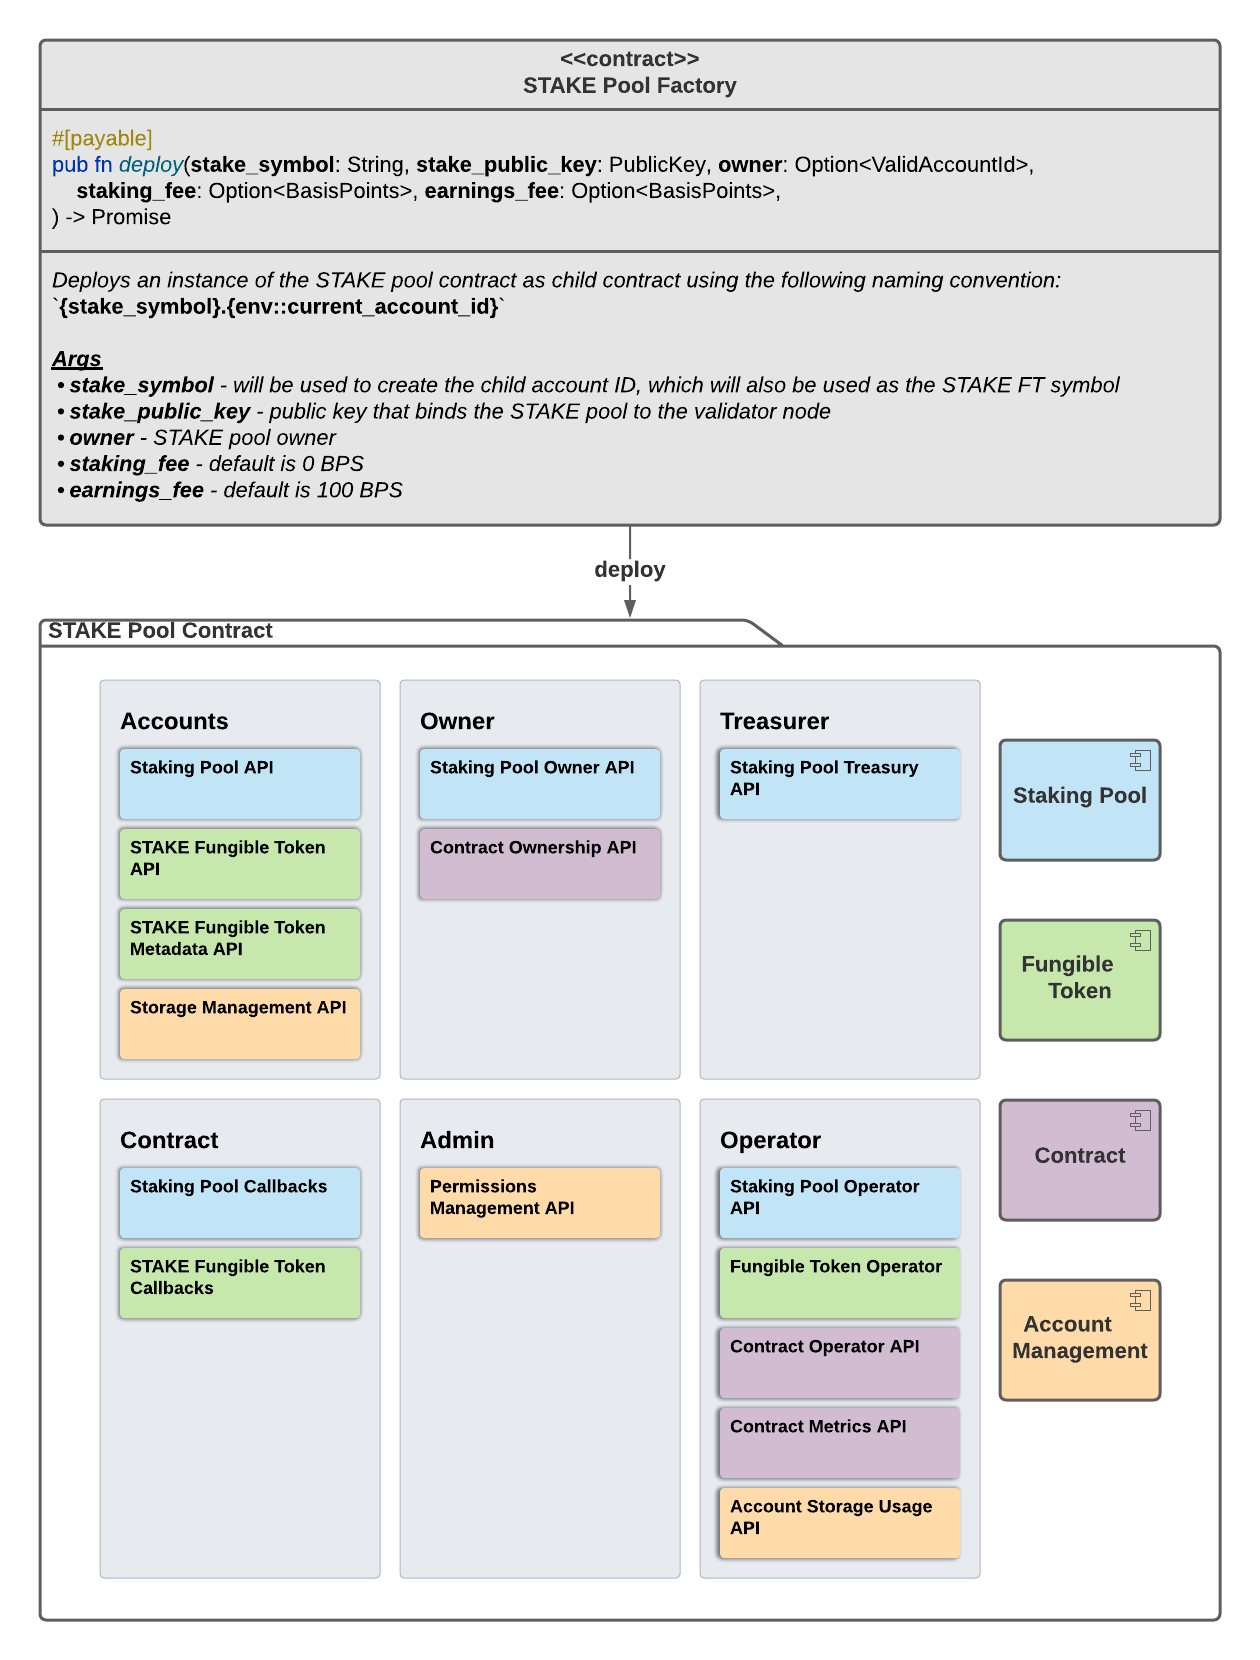 <<contract>>
STAKE Pool Factory
#[payable]
pub fn deploy(stake_symbol: String, stake_public_key: PublicKey, owner: Option<ValidAccountId>,
staking_fee: Option<BasisPoints>, earnings_fee: Option<BasisPoints>,
) -> Promise
Deploys an instance of the STAKE pool contract as child contract using the following naming convention:
`{stake_symbol}.{env::current_account_id}`
Args
• stake_symbol - will be used to create the child account ID, which will also be used as the STAKE FT symbol
• stake_public_key - public key that binds the STAKE pool to the validator node
• owner - STAKE pool owner
• staking_fee - default is 0 BPS
• earnings_fee - default is 100 BPS
deploy
STAKE Pool Contract
Accounts
Staking Pool API
STAKE Fungible Token
API
STAKE Fungible Token
Metadata API
Storage Management API
Owner
Staking Pool Owner API
Contract Ownership API
Treasurer
Staking Pool Treasury
API
Contract
Staking Pool Callbacks
STAKE Fungible Token
Callbacks
Admin
Permissions
Management API
Operator
Staking Pool Operator
API
Fungible Token Operator
Contract Operator API
Contract Metrics API
Account Storage Usage
API
Staking Pool
Fungible
Token
Contract
Account
Management